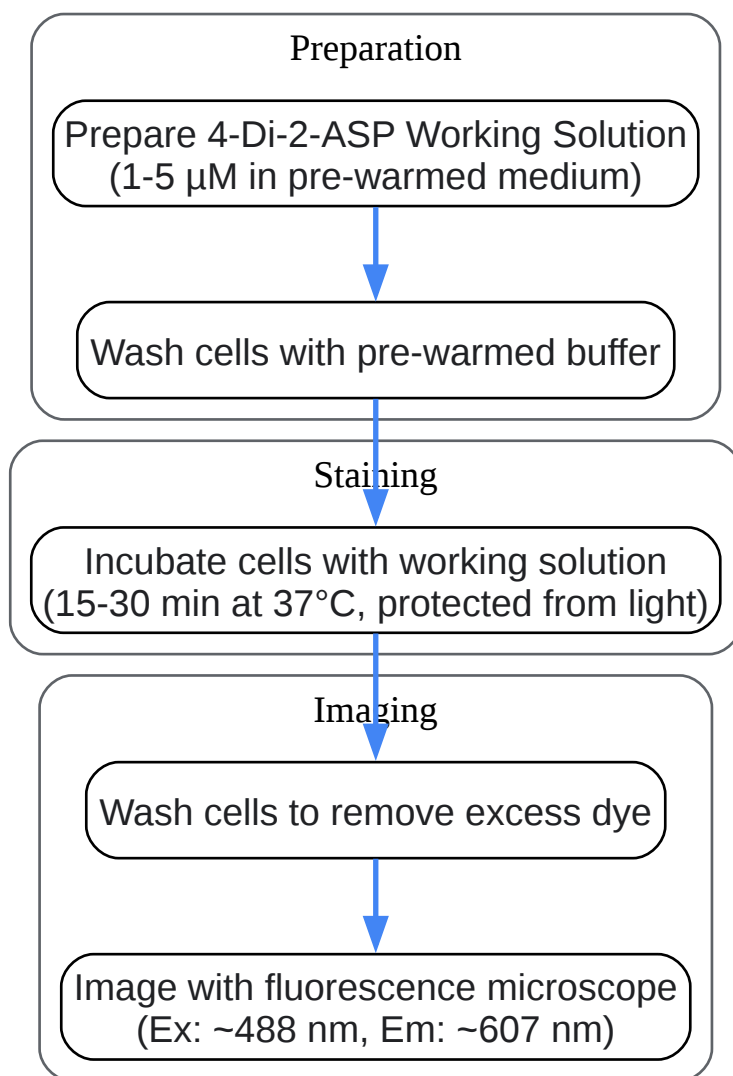 Preparation
Prepare 4-Di-2-ASP Working Solution
(1-5 µM in pre-warmed medium)
Wash cells with pre-warmed buffer
Staining
Incubate cells with working solution
(15-30 min at 37°C, protected from light)
Imaging
Wash cells to remove excess dye
Image with fluorescence microscope
(Ex: ~488 nm, Em: ~607 nm)